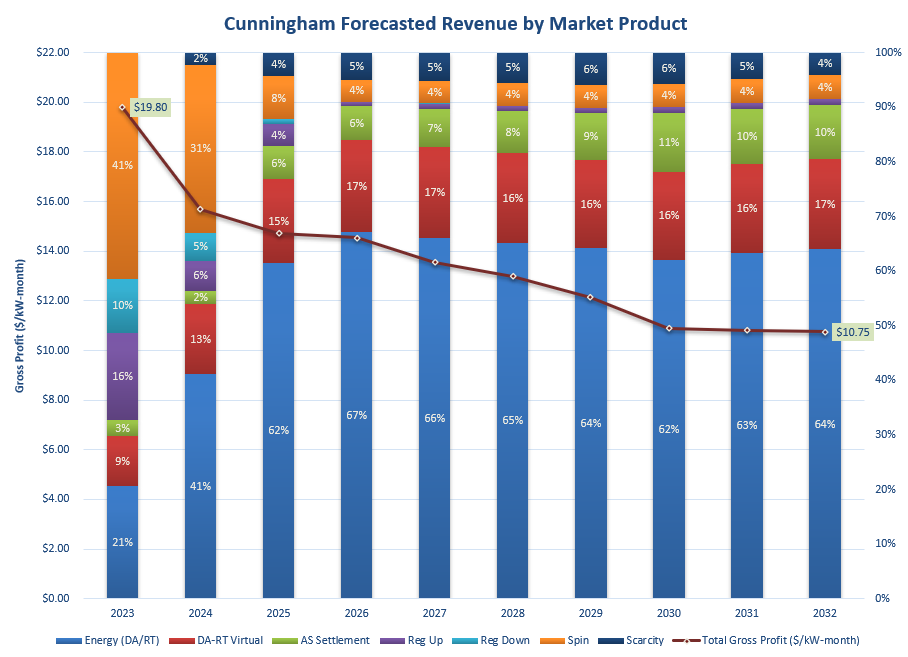 Cunningham Forecasted Revenue by Market Product
$22.00 2% 4% 5% 5% 5% 6% 6% 5% 4% 100%
8% 4% 4% 4% 4% 4% 4% 4%
$20.00 $19.80 90%
4% 6% 7% 8% 9% 11% 10% 10%
$18.00 41% 31% 6% 80%
17% 17% 16% 16% 16% 16% 17%
$16.00 15% 70%
$14.00 5%
6% 60%
$12.00 10% 2%
13% $10.75 50%
$10.00
16% 40%
$8.00
67% 66% 65% 64% 62% 63% 64%
3% 62% 30%
$6.00
9%
$4.00 41% 20%
21%
$2.00 10%
$0.00 0%
Gross Profit ($/kW-month)
2023 2024 2025 2026 2027 2028 2029 2030 2031 2032
Energy (DA/RT) DA-RT Virtual AS Settlement Reg Up Reg Down Spin Scarcity Total Gross Profit ($/kW-month)